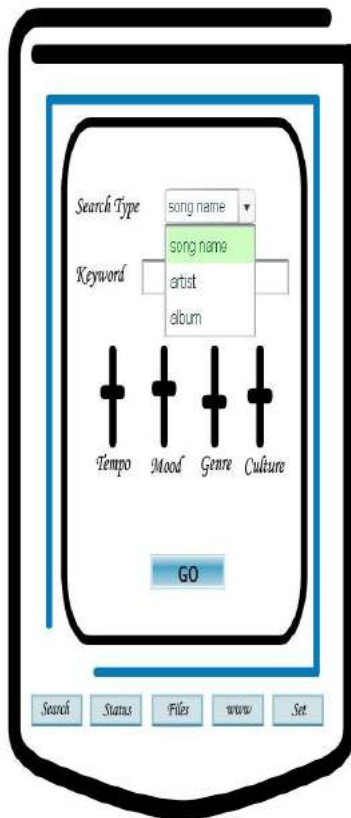 Search Type song name
song name
Keyword
artist
album
Tempo Mood Genre Culture
GO
Search Status Files www Set